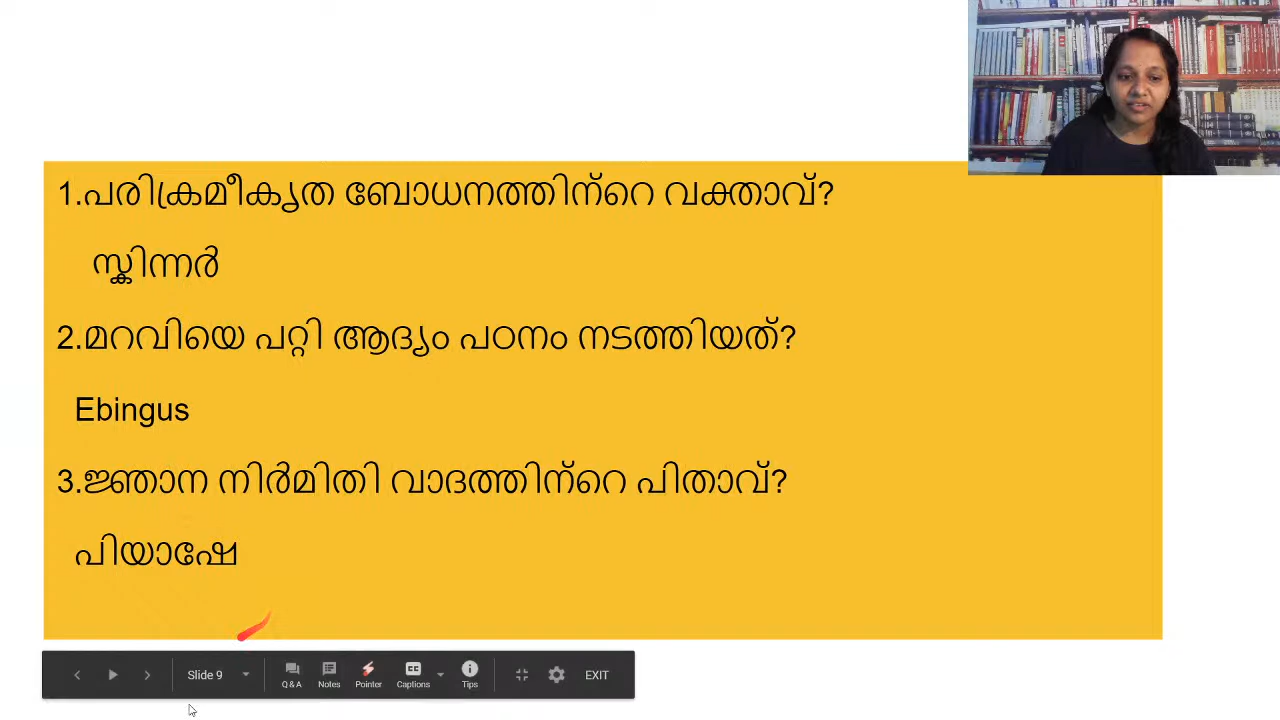 1.പരിക്രമീകൃത ബോധനത്തിന്റെ വക്താവ്?
സ്കിന്നർ
2.മറവിയെ പറ്റി ആദ്യം പഠനം നടത്തിയത്?
Ebingus
3.ജ്ഞാന നിർമിതി വാദത്തിന്റെ പിതാവ്?
പിയാഷേ
Slide 9
Q & A
Notes
Pointer
CC
Captions
Tips
EXIT